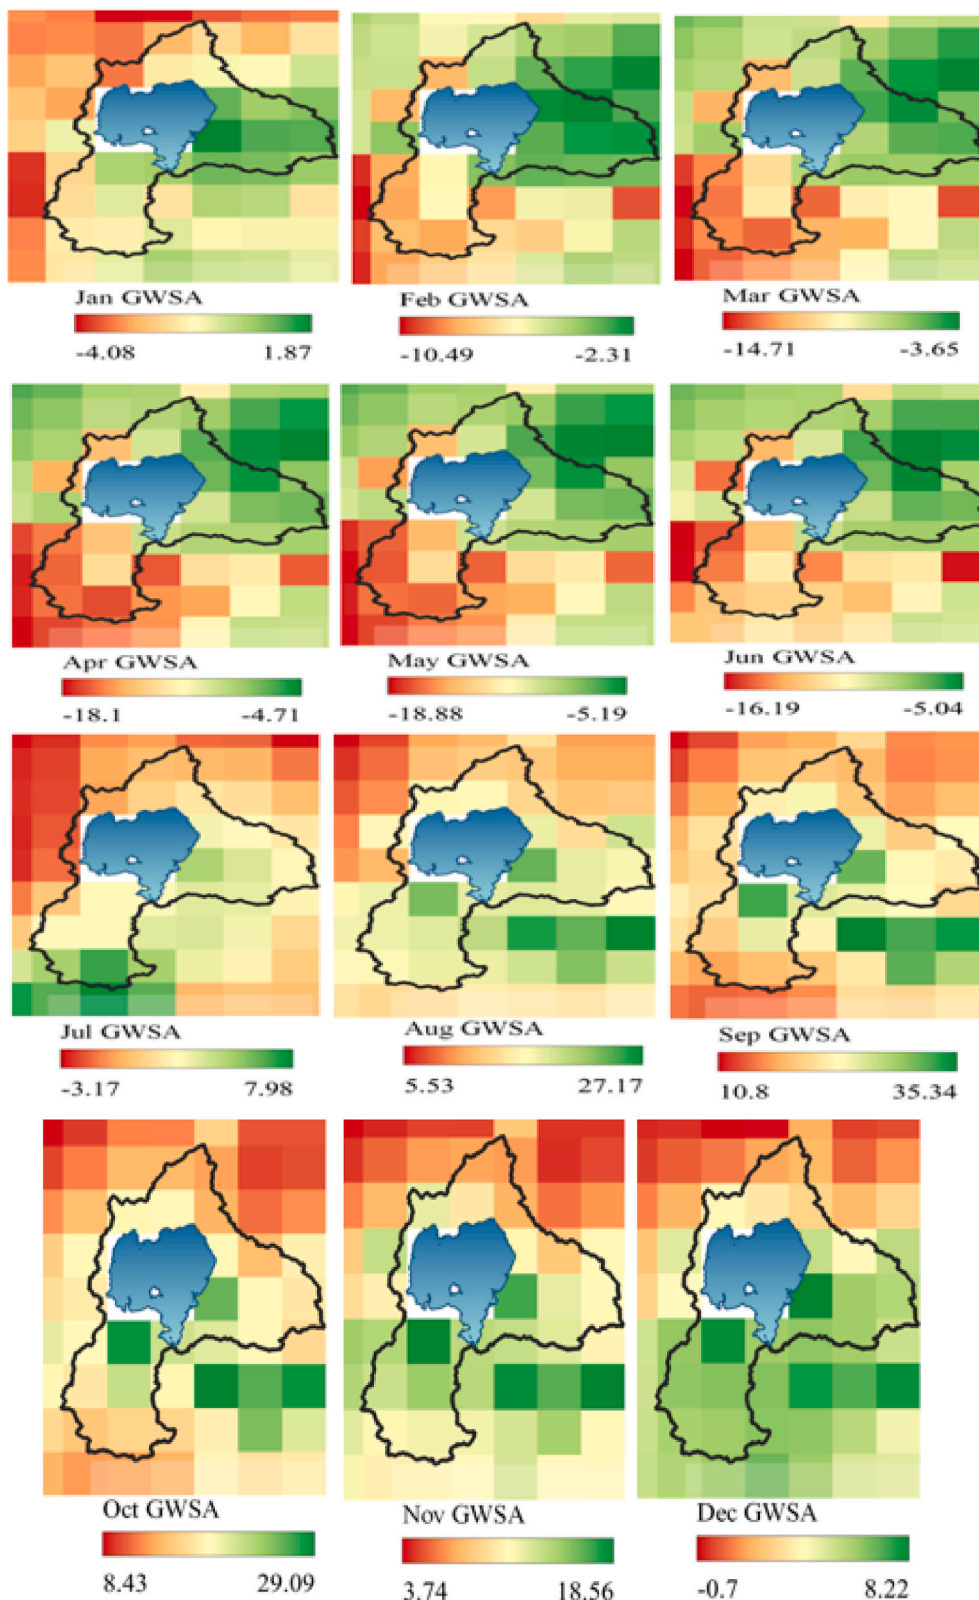 Jan GWSA
-4.08 1.87
Feb GWSA
-10.49 -2.31
Mar GWSA
-14.71 -3.65
Apr GWSA
-18.1 -4.71
May GWSA
-18.88 -5.19
Jun GWSA
-16.19 -5.04
Jul GWSA
-3.17 7.98
Aug GWSA
5.53 27.17
Sep GWSA
10.8 35.34
Oct GWSA
8.43 29.09
Nov GWSA
3.74 18.56
Dec GWSA
-0.7 8.22